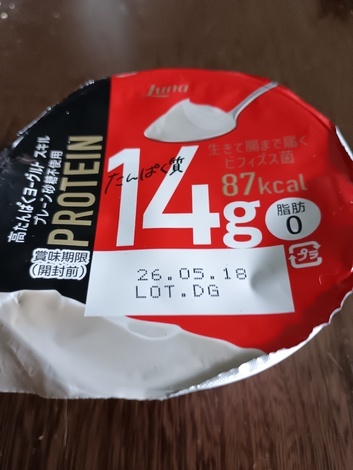 Luna
高たんぱくヨーグルト スキル
プレーン砂糖不使用
PROTEIN
たんぱく質
14g
生きて腸まで届く
ビフィズス菌
87kcal
脂肪
0
賞味期限
(開封前)
26.05.18
LOT.DG
フタ